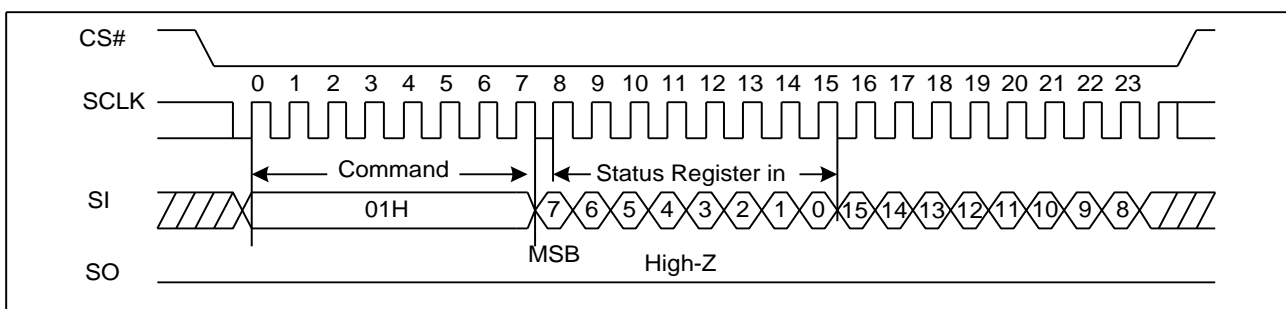 CS#
0 1 2 3 4 5 6 7 8 9 10 11 12 13 14 15 16 17 18 19 20 21 22 23
SCLK
Command
Status Register in
SI
01H
7 6 5 4 3 2 1 0 15 14 13 12 11 10 9 8
MSB
High-Z
SO